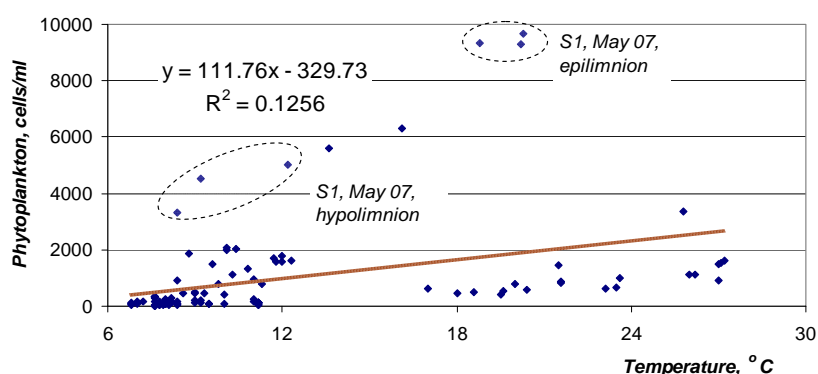 10000
8000
6000
4000
2000
0
Phytoplankton, cells/ml
y = 111.76x - 329.73
R² = 0.1256
S1, May 07,
epilimnion
S1, May 07,
hypolimnion
6 12 18 24 30
Temperature, ° C